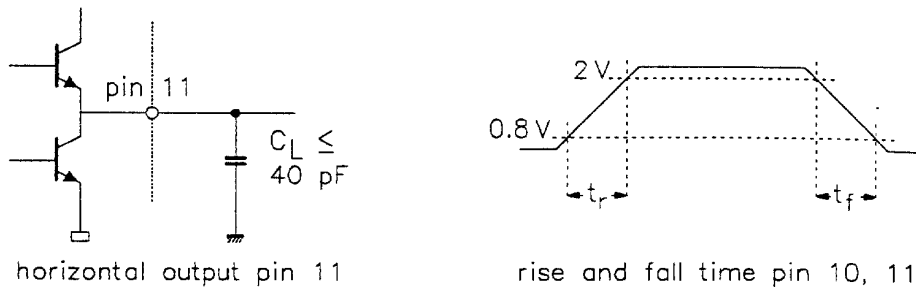 pin 11
C_L ≤
40 pF
horizontal output pin 11
2 V
0.8 V
t_r
t_f
rise and fall time pin 10, 11